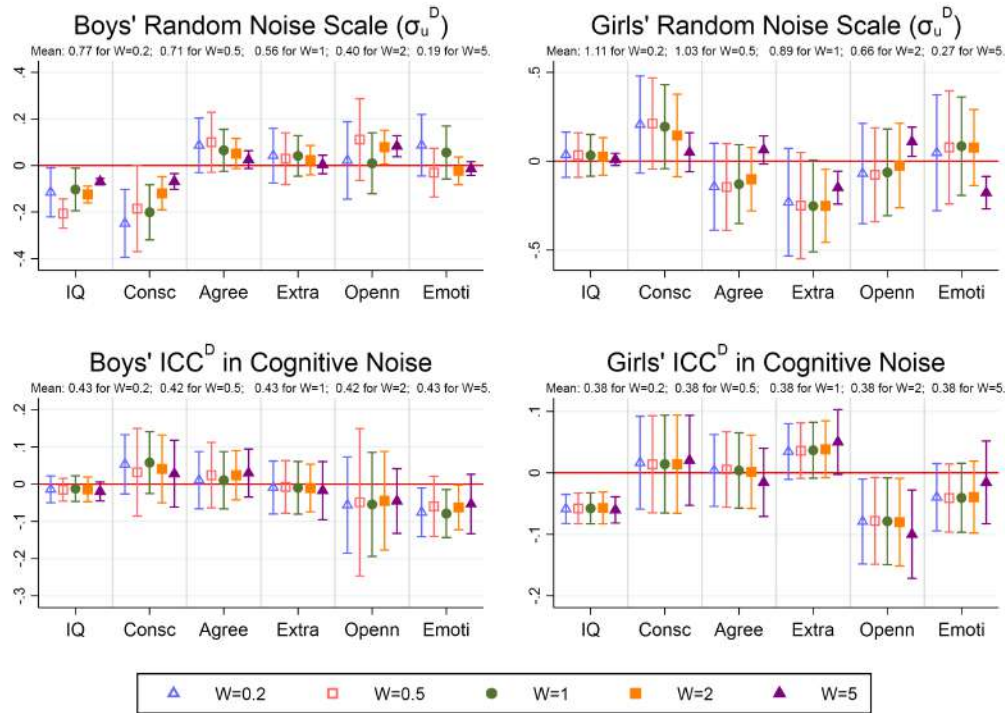 Boys' Random Noise Scale (σ_u^D)
Mean: 0.77 for W=0.2; 0.71 for W=0.5; 0.56 for W=1; 0.40 for W=2; 0.19 for W=5.
.4
.2
0
-.2
-.4
IQ Consc Agree Extra Openn Emoti
Girls' Random Noise Scale (σ_u^D)
Mean: 1.11 for W=0.2; 1.03 for W=0.5; 0.89 for W=1; 0.66 for W=2; 0.27 for W=5.
.5
0
-.5
IQ Consc Agree Extra Openn Emoti
Boys' ICC^D in Cognitive Noise
Mean: 0.43 for W=0.2; 0.42 for W=0.5; 0.43 for W=1; 0.42 for W=2; 0.43 for W=5.
.2
.1
0
-.1
-.2
-.3
IQ Consc Agree Extra Openn Emoti
Girls' ICC^D in Cognitive Noise
Mean: 0.38 for W=0.2; 0.38 for W=0.5; 0.38 for W=1; 0.38 for W=2; 0.38 for W=5.
.1
0
-.1
-.2
IQ Consc Agree Extra Openn Emoti
W=0.2 W=0.5 W=1 W=2 W=5